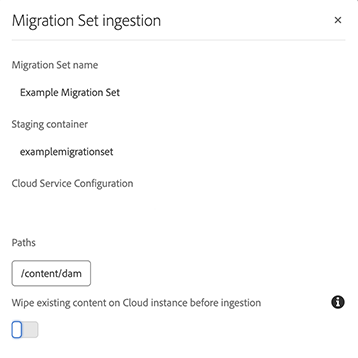 Migration Set ingestion
Migration Set name
Example Migration Set
Staging container
examplemigrationset
Cloud Service Configuration
Paths
/content/dam
Wipe existing content on Cloud instance before ingestion